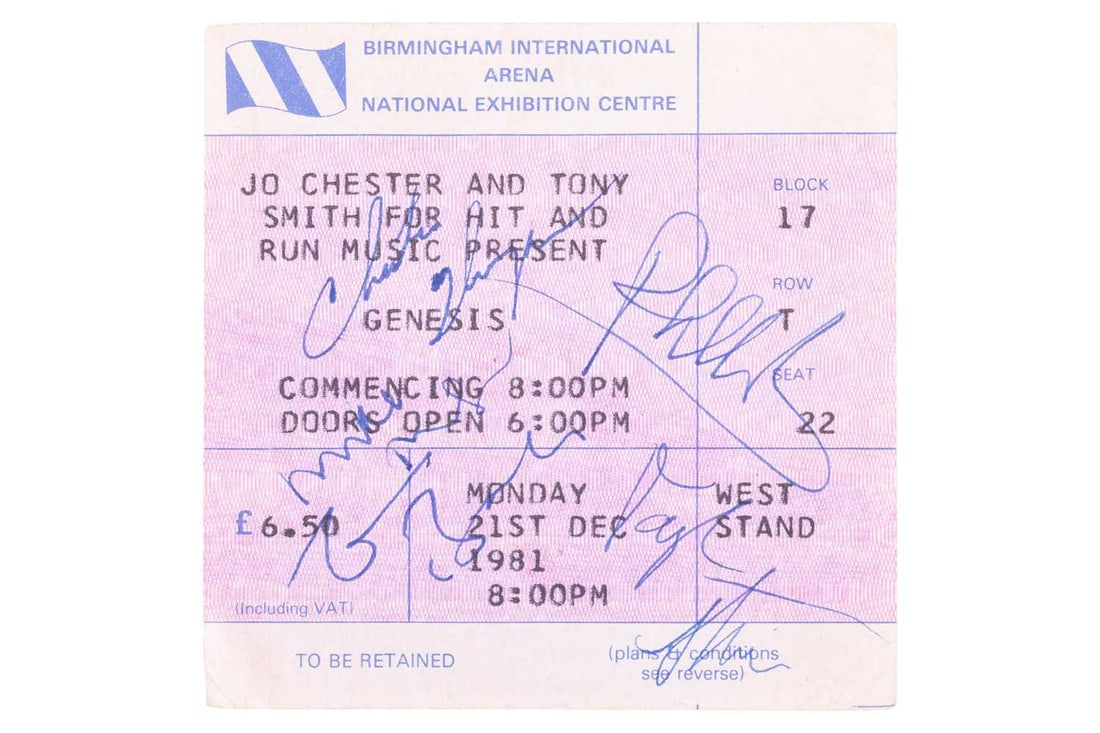 BIRMINGHAM INTERNATIONAL
ARENA
NATIONAL EXHIBITION CENTRE
JO CHESTER AND TONY
SMITH FOR HIT AND
RUN MUSIC PRESENT
GENESIS
COMMENCING 8:00PM
DOORS OPEN 6:00PM
BLOCK
17
ROW
T
SEAT
22
£6.50
(Including VAT)
MONDAY
21ST DEC
1981
8:00PM
WEST
STAND
TO BE RETAINED
(plans & conditions
see reverse)
Mike